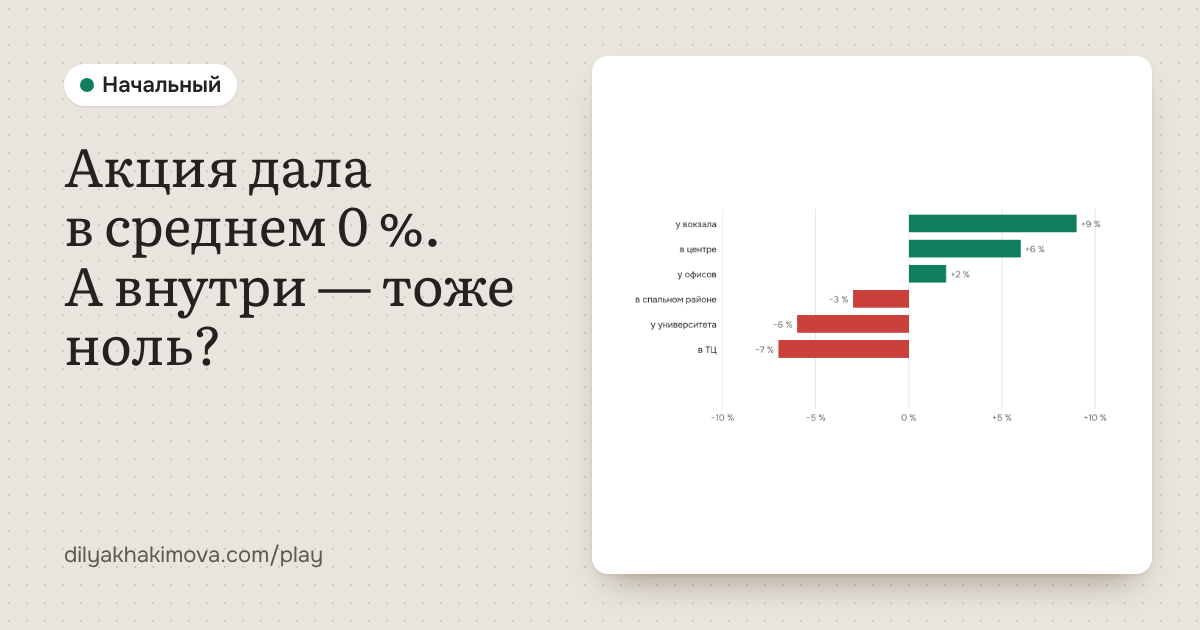 Начальный
Акция дала
в среднем 0 %.
А внутри — тоже
ноль?
dilyakhakimova.com/play
у вокзала +9 %
в центре +6 %
у офисов +2 %
в спальном районе −3 %
у университета −6 %
в ТЦ −7 %
−10 % −5 % 0 % +5 % +10 %